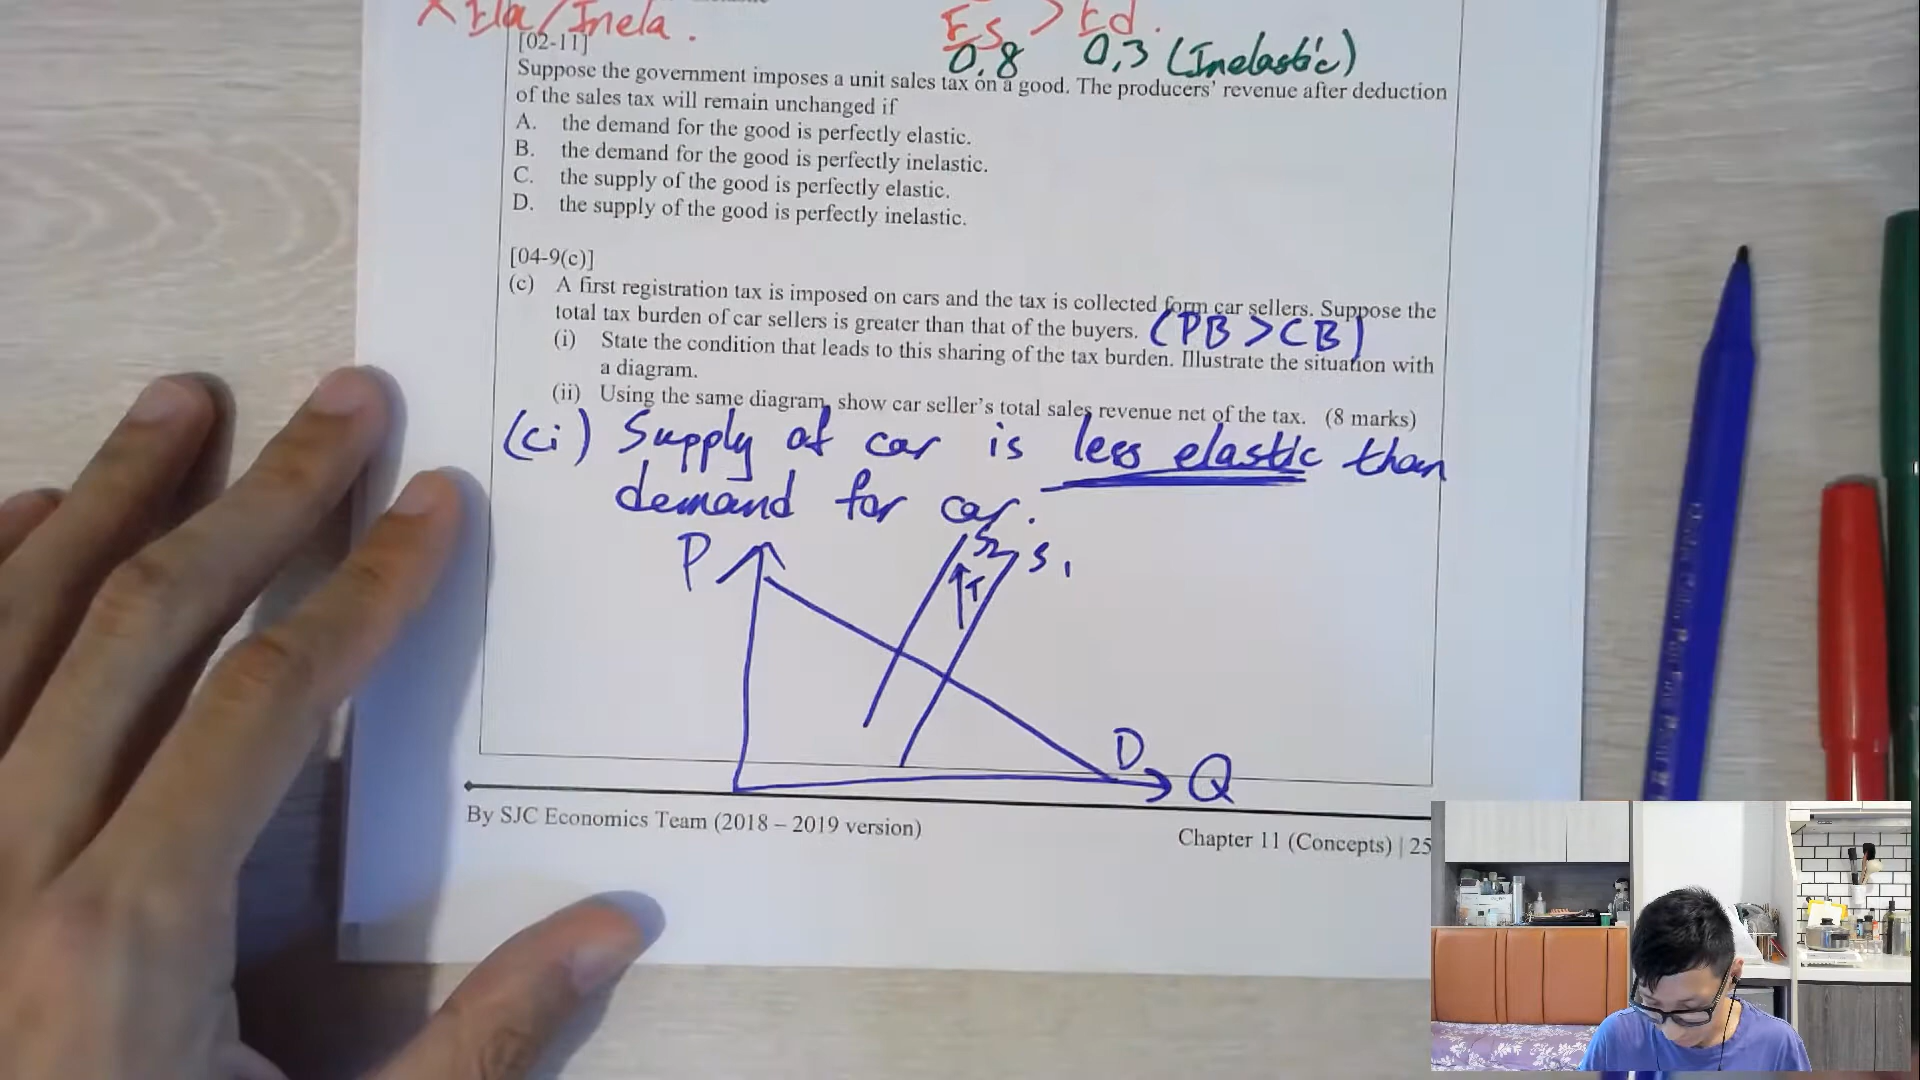 X Ela/Inela. Es > Ed.
0.8 0.3 (Inelastic)
[02-11]
Suppose the government imposes a unit sales tax on a good. The producers' revenue after deduction
of the sales tax will remain unchanged if
A. the demand for the good is perfectly elastic.
B. the demand for the good is perfectly inelastic.
C. the supply of the good is perfectly elastic.
D. the supply of the good is perfectly inelastic.
[04-9(c)]
(c) A first registration tax is imposed on cars and the tax is collected form car sellers. Suppose the
total tax burden of car sellers is greater than that of the buyers. (PB > CB)
(i) State the condition that leads to this sharing of the tax burden. Illustrate the situation with
a diagram.
(ii) Using the same diagram, show car seller's total sales revenue net of the tax. (8 marks)
(ci) Supply of car is less elastic than
demand for car.
P S2 S1
T
D Q
By SJC Economics Team (2018 – 2019 version)
Chapter 11 (Concepts) | 25